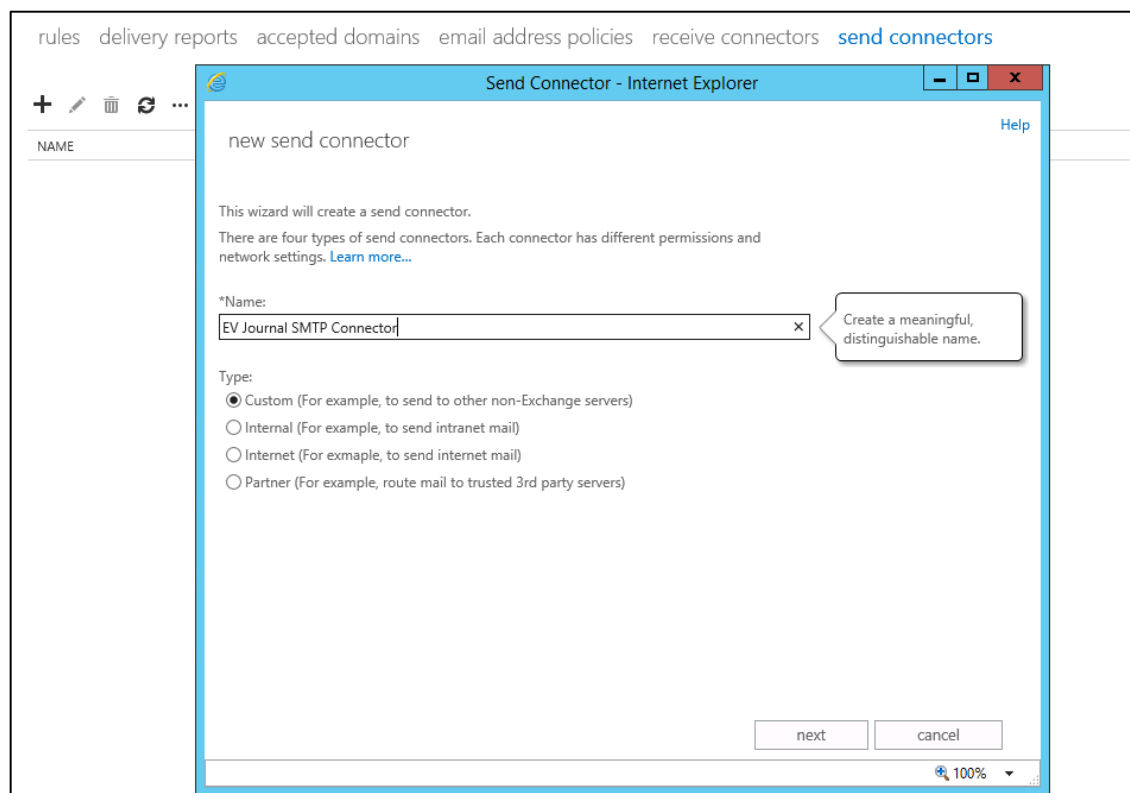 rules delivery reports accepted domains email address policies receive connectors send connectors
Send Connector - Internet Explorer
Help
NAME
new send connector
This wizard will create a send connector.
There are four types of send connectors. Each connector has different permissions and
network settings. Learn more...
*Name:
EV Journal SMTP Connector
Create a meaningful,
distinguishable name.
Type:
Custom (For example, to send to other non-Exchange servers)
Internal (For example, to send intranet mail)
Internet (For exmaple, to send internet mail)
Partner (For example, route mail to trusted 3rd party servers)
next cancel
100%